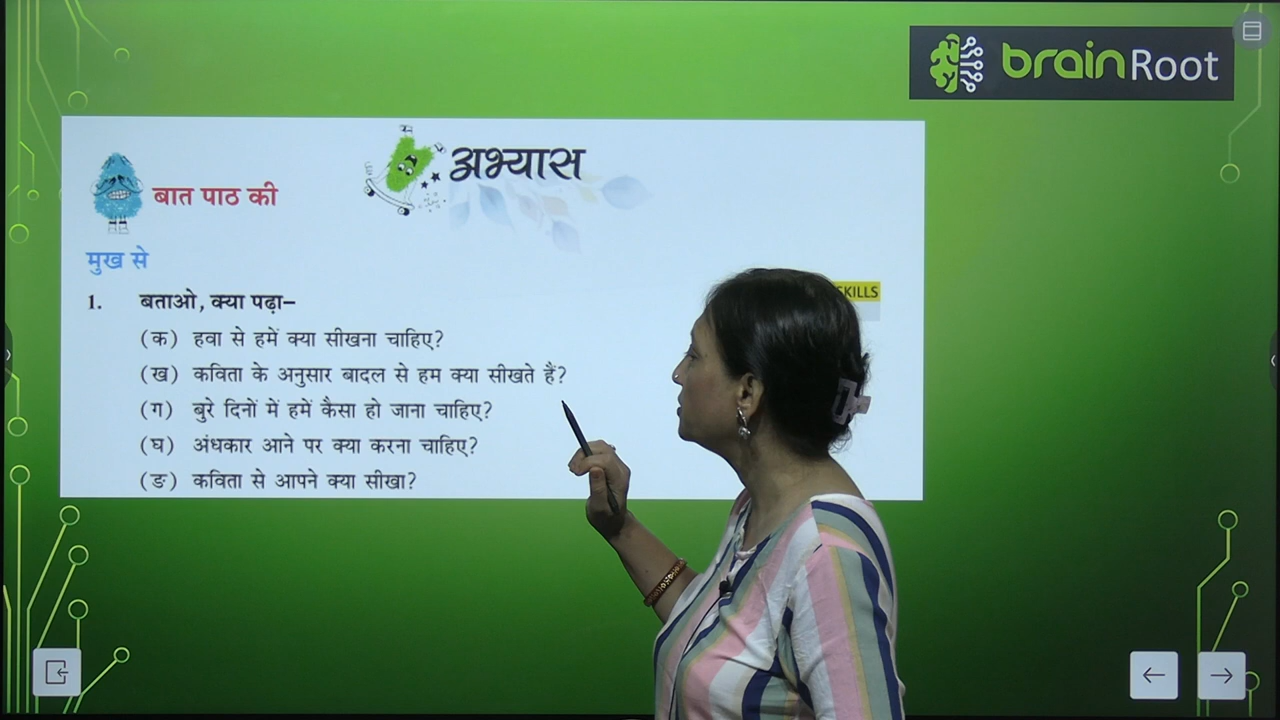 brainRoot
अभ्यास
बात पाठ की
मुख से
SKILLS
1. बताओ, क्या पढ़ा–
(क) हवा से हमें क्या सीखना चाहिए?
(ख) कविता के अनुसार बादल से हम क्या सीखते हैं?
(ग) बुरे दिनों में हमें कैसा हो जाना चाहिए?
(घ) अंधकार आने पर क्या करना चाहिए?
(ङ) कविता से आपने क्या सीखा?